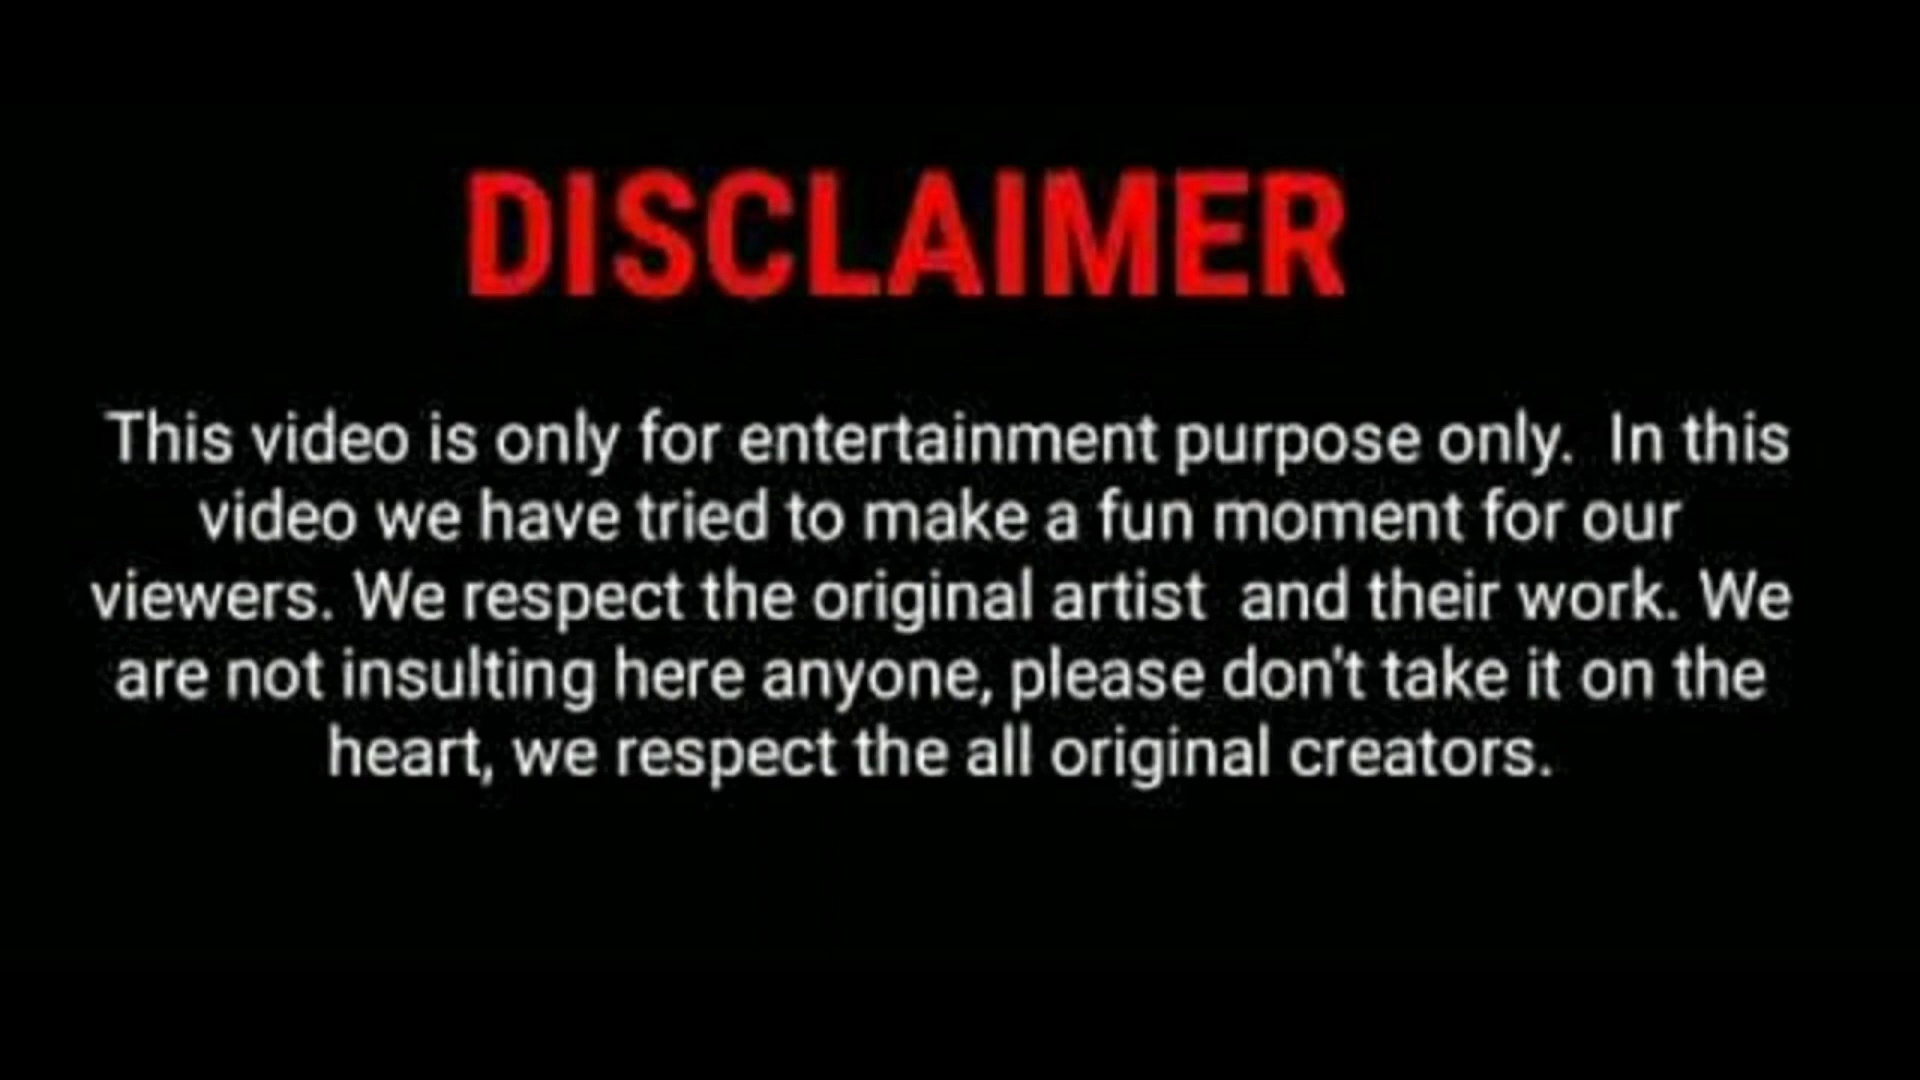 DISCLAIMER
This video is only for entertainment purpose only. In this
video we have tried to make a fun moment for our
viewers. We respect the original artist and their work. We
are not insulting here anyone, please don't take it on the
heart, we respect the all original creators.